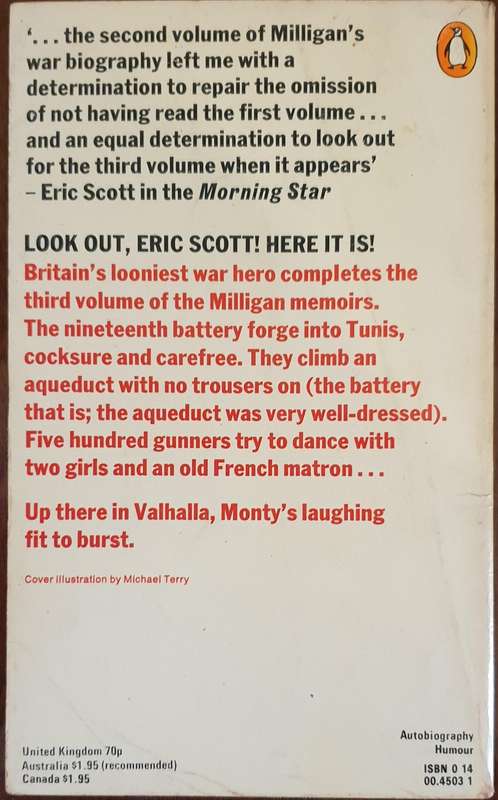 ‘. . . the second volume of Milligan’s
war biography left me with a
determination to repair the omission
of not having read the first volume . . .
and an equal determination to look out
for the third volume when it appears’
– Eric Scott in the Morning Star
LOOK OUT, ERIC SCOTT! HERE IT IS!
Britain’s looniest war hero completes the
third volume of the Milligan memoirs.
The nineteenth battery forge into Tunis,
cocksure and carefree. They climb an
aqueduct with no trousers on (the battery
that is; the aqueduct was very well-dressed).
Five hundred gunners try to dance with
two girls and an old French matron . . .
Up there in Valhalla, Monty’s laughing
fit to burst.
Cover illustration by Michael Terry
United Kingdom 70p
Australia $1.95 (recommended)
Canada $1.95
Autobiography
Humour
ISBN 0 14
00.4503 1